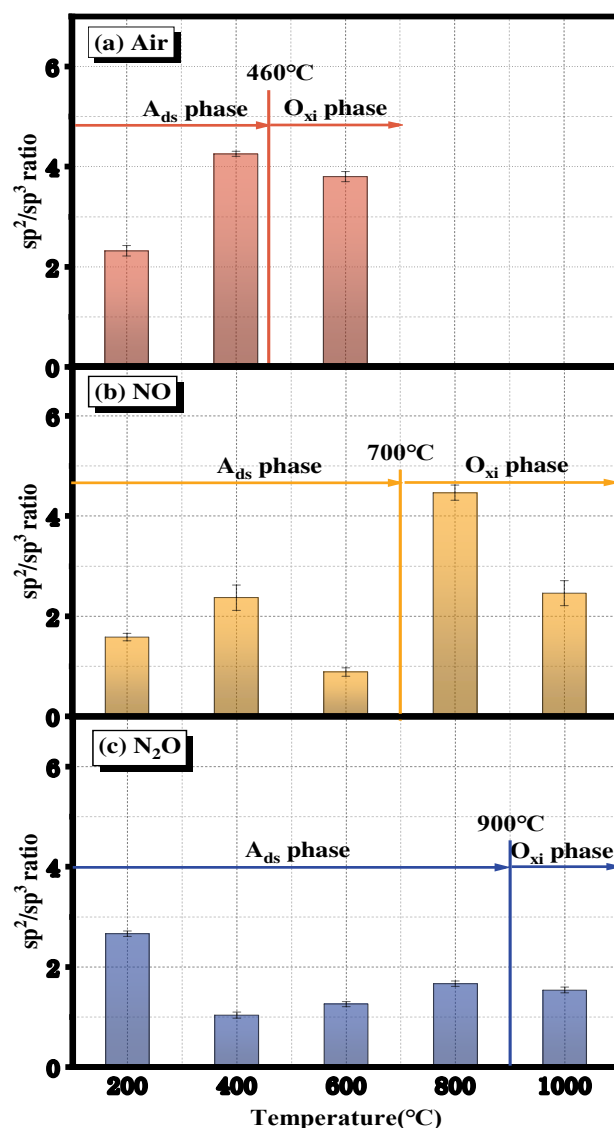 (a) Air
460°C
Ads phase
Oxi phase
sp²/sp³ ratio
6
4
2
0
(b) NO
700°C
Ads phase
Oxi phase
sp²/sp³ ratio
6
4
2
0
(c) N₂O
900°C
Ads phase
Oxi phase
sp²/sp³ ratio
6
4
2
0
200 400 600 800 1000
Temperature(°C)